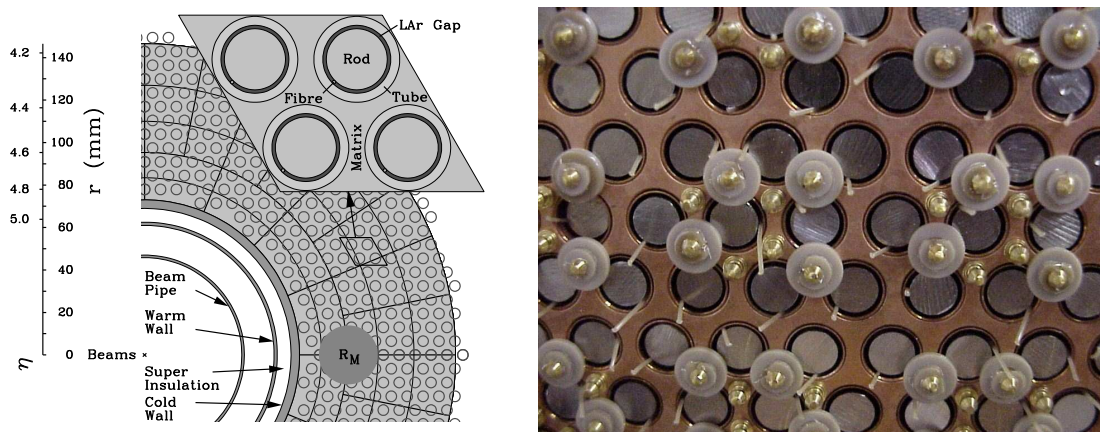 LAr Gap
Rod
Fibre
Tube
Matrix
4.2
140
4.4
120
100
4.6
80
4.8
60
5.0
40
20
0
r (mm)
η
Beam
Pipe
Warm
Wall
Beams ×
R_M
Super
Insulation
Cold
Wall